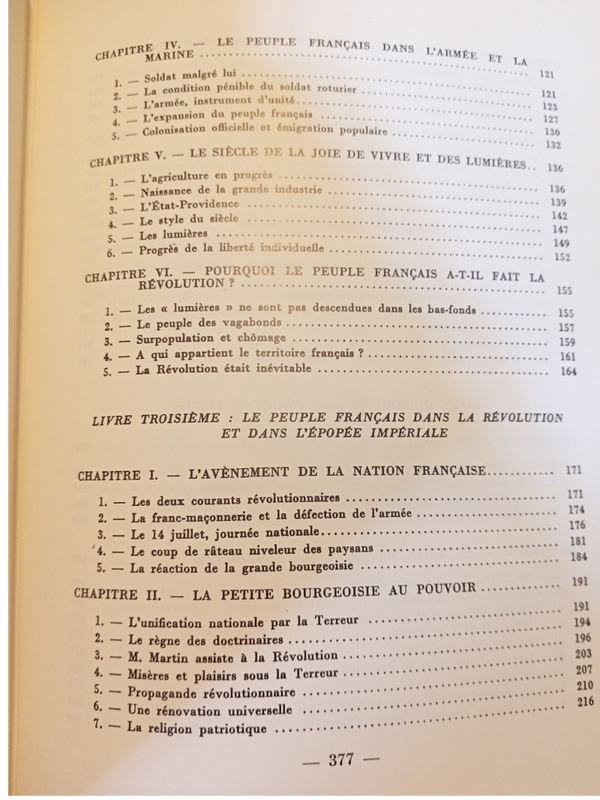 CHAPITRE IV. — LE PEUPLE FRANÇAIS DANS L'ARMÉE ET LA
MARINE ........ 121
1. — Soldat malgré lui ........ 121
2. — La condition pénible du soldat roturier ........ 123
3. — L'armée, instrument d'unité ........ 127
4. — L'expansion du peuple français ........ 130
5. — Colonisation officielle et émigration populaire ........ 132
CHAPITRE V. — LE SIÈCLE DE LA JOIE DE VIVRE ET DES LUMIÈRES.. 136
1. — L'agriculture en progrès ........ 136
2. — Naissance de la grande industrie ........ 139
3. — L'État-Providence ........ 142
4. — Le style du siècle ........ 147
5. — Les lumières ........ 149
6. — Progrès de la liberté individuelle ........ 152
CHAPITRE VI. — POURQUOI LE PEUPLE FRANÇAIS A-T-IL FAIT LA
RÉVOLUTION ? ........ 155
1. — Les « lumières » ne sont pas descendues dans les bas-fonds ........ 155
2. — Le peuple des vagabonds ........ 157
3. — Surpopulation et chômage ........ 159
4. — A qui appartient le territoire français ? ........ 161
5. — La Révolution était inévitable ........ 164
LIVRE TROISIÈME : LE PEUPLE FRANÇAIS DANS LA RÉVOLUTION
ET DANS L'ÉPOPÉE IMPÉRIALE
CHAPITRE I. — L'AVÈNEMENT DE LA NATION FRANÇAISE ........ 171
1. — Les deux courants révolutionnaires ........ 171
2. — La franc-maçonnerie et la défection de l'armée ........ 174
3. — Le 14 juillet, journée nationale ........ 176
4. — Le coup de râteau niveleur des paysans ........ 181
5. — La réaction de la grande bourgeoisie ........ 184
CHAPITRE II. — LA PETITE BOURGEOISIE AU POUVOIR ........ 191
1. — L'unification nationale par la Terreur ........ 191
2. — Le règne des doctrinaires ........ 194
3. — M. Martin assiste à la Révolution ........ 196
4. — Misères et plaisirs sous la Terreur ........ 203
5. — Propagande révolutionnaire ........ 207
6. — Une rénovation universelle ........ 210
7. — La religion patriotique ........ 216
— 377 —